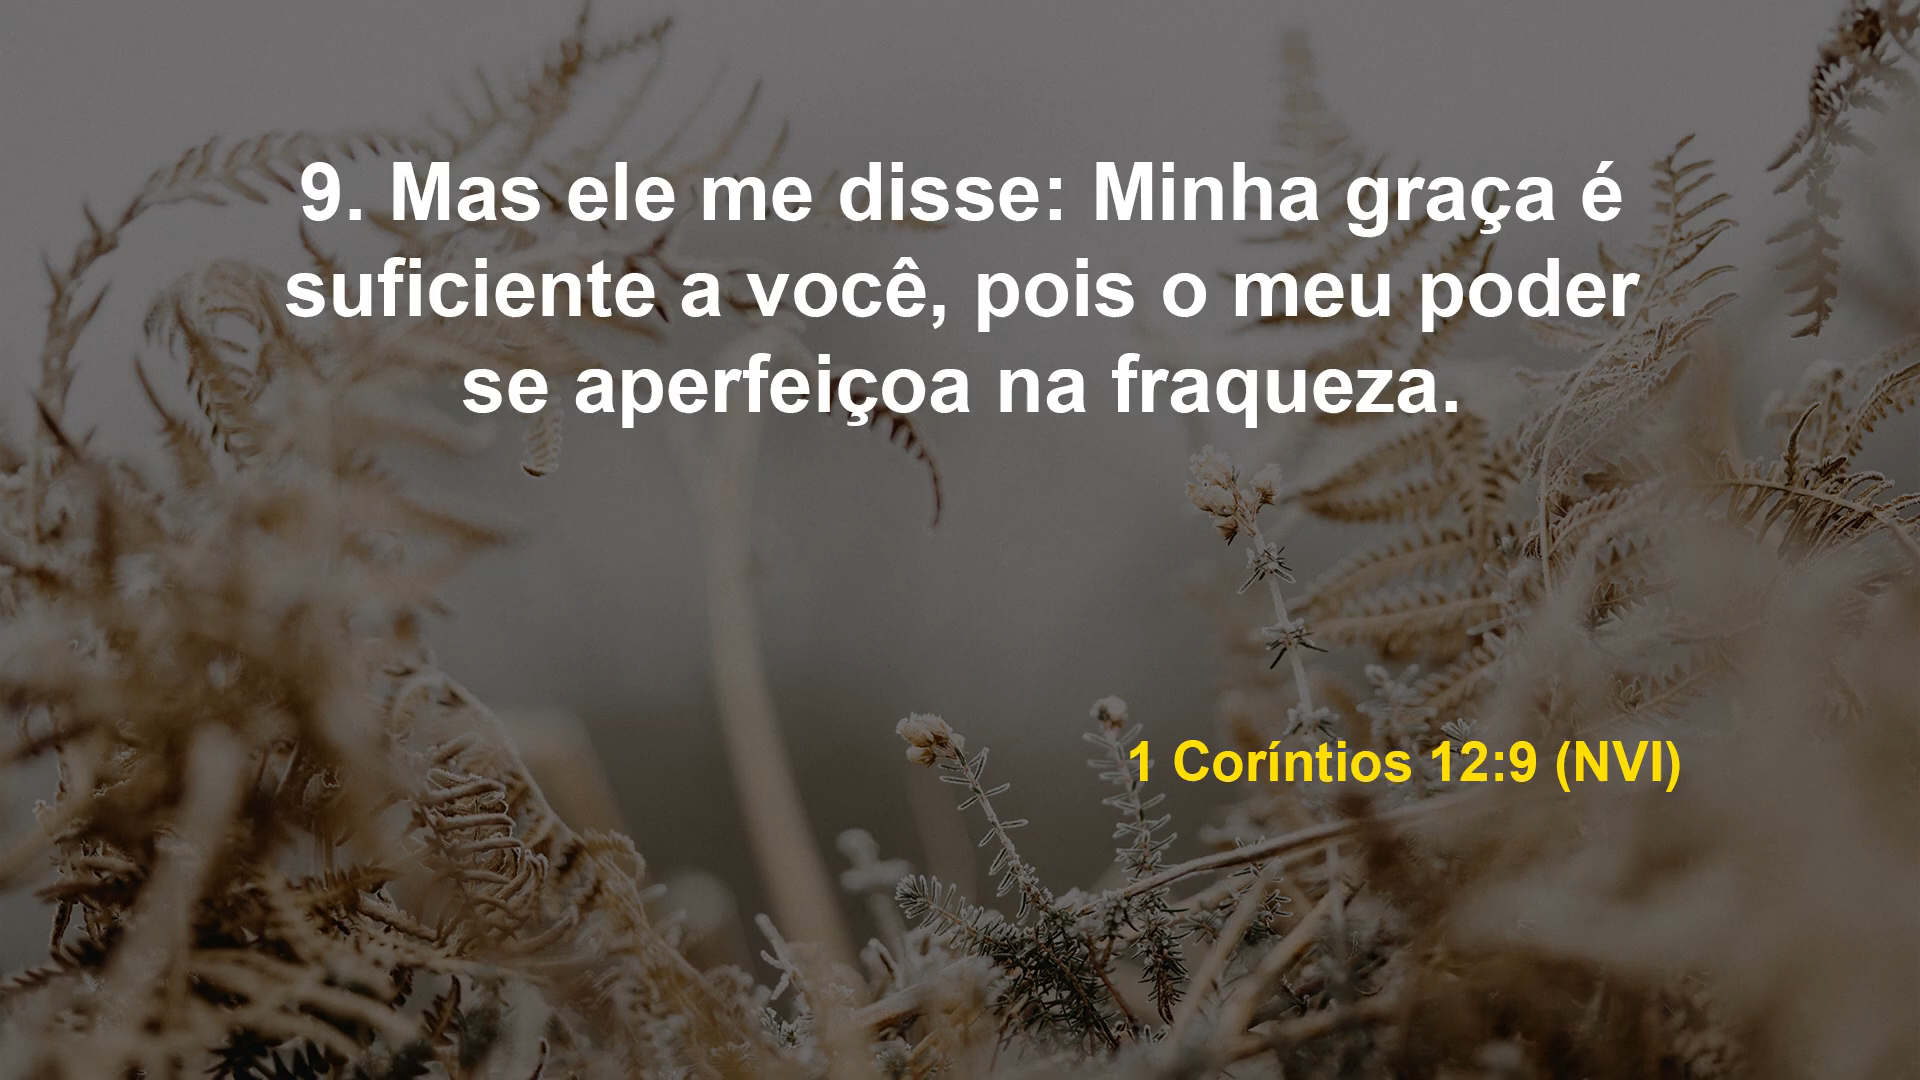 9. Mas ele me disse: Minha graça é
suficiente a você, pois o meu poder
se aperfeiçoa na fraqueza.
1 Coríntios 12:9 (NVI)